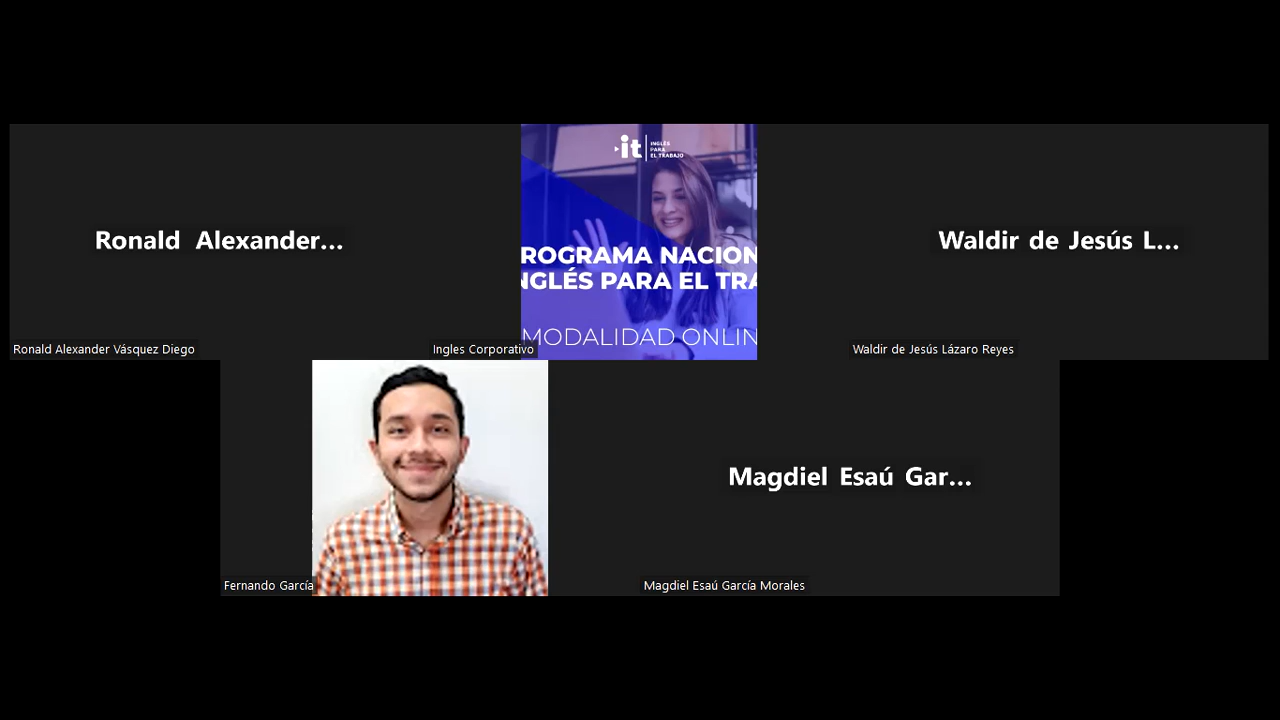 Ronald Alexander...
Ronald Alexander Vásquez Diego
it INGLÉS
PARA
EL TRABAJO
ROGRAMA NACION
NGLÉS PARA EL TRA
MODALIDAD ONLIN
Ingles Corporativo
Waldir de Jesús L...
Waldir de Jesús Lázaro Reyes
Fernando García
Magdiel Esaú Gar...
Magdiel Esaú García Morales